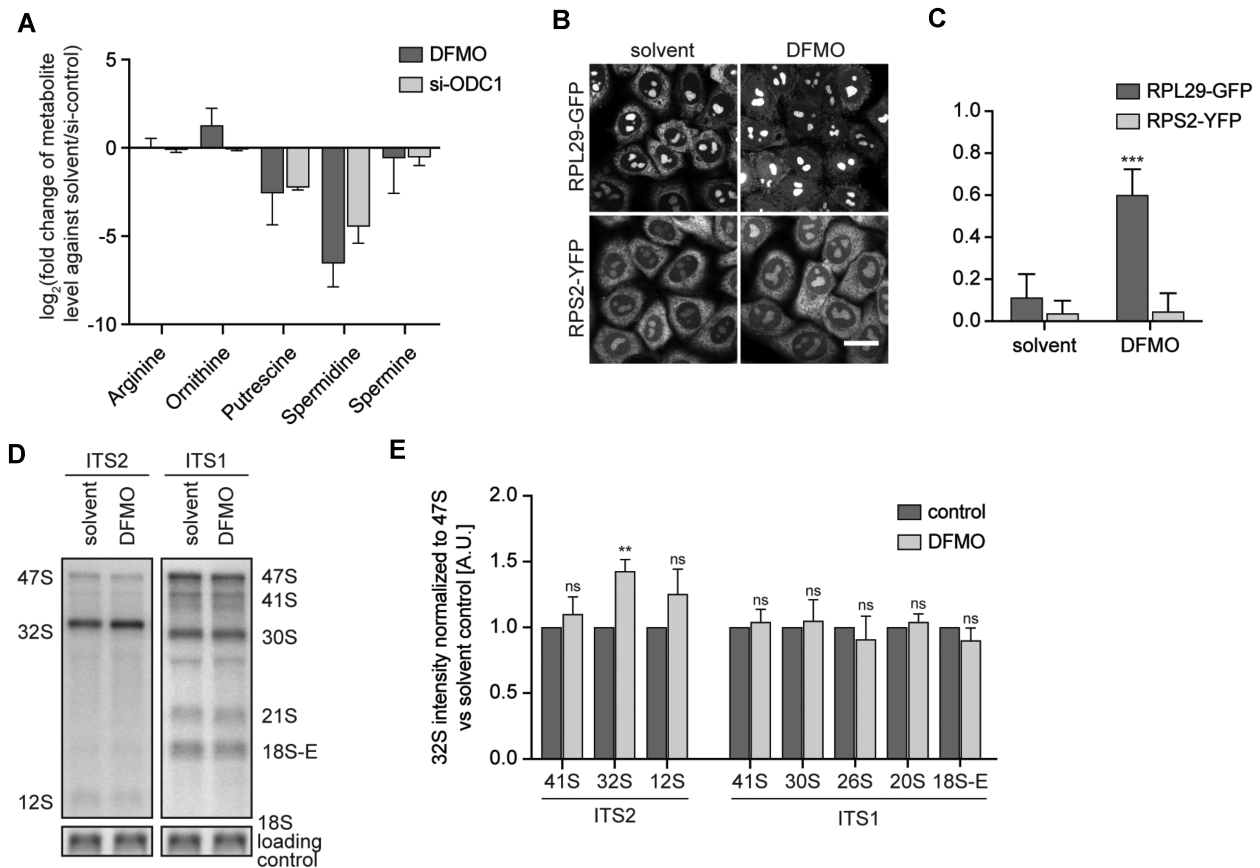 A
log2(fold change of metabolite
level against solvent/si-control)
5
0
-5
-10
DFMO
si-ODC1
Arginine
Ornithine
Putrescine
Spermidine
Spermine
B
solvent
DFMO
RPL29-GFP
RPS2-YFP
C
RPL29-GFP
RPS2-YFP
1.0
0.8
0.6
0.4
0.2
0.0
***
solvent
DFMO
D
ITS2
ITS1
solvent
DFMO
solvent
DFMO
47S
32S
12S
47S
41S
30S
21S
18S-E
18S
loading
control
E
32S intensity normalized to 47S
vs solvent control [A.U.]
2.0
1.5
1.0
0.5
0.0
control
DFMO
ns
**
ns
ns
ns
ns
ns
ns
41S
32S
12S
41S
30S
26S
20S
18S-E
ITS2
ITS1